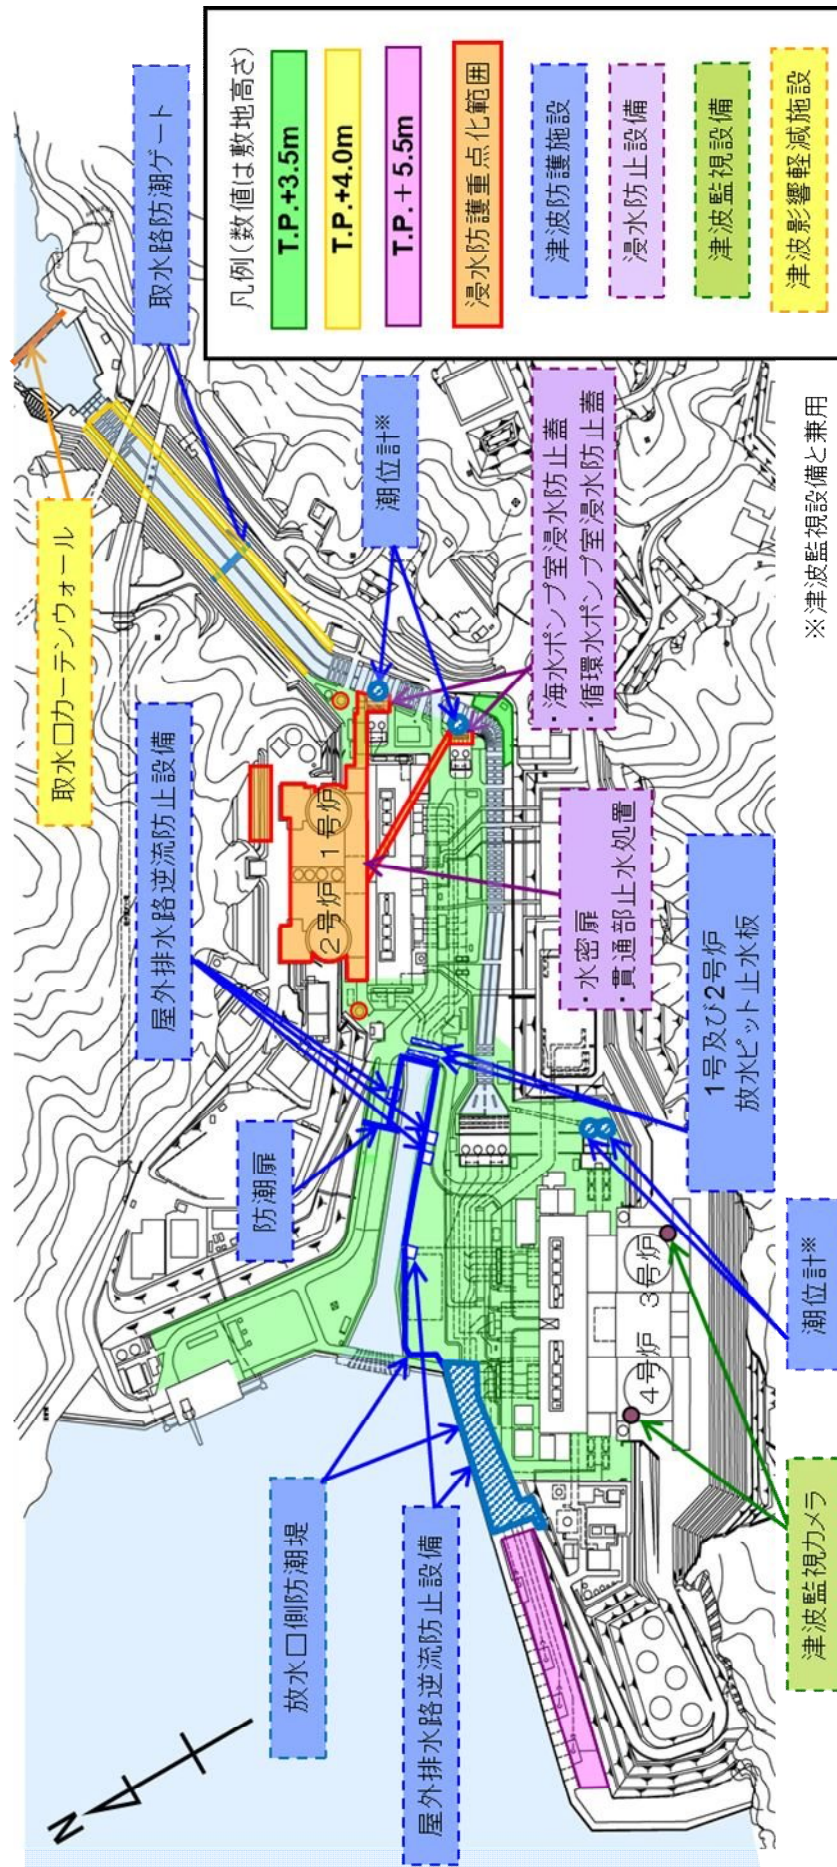 凡例(数値は敷地高さ)
T.P.+3.5m
T.P.+4.0m
T.P.+5.5m
浸水防護重点化範囲
津波防護施設
浸水防止設備
津波監視設備
津波影響軽減施設
取水口カーテンウォール
取水路防潮ゲート
屋外排水路逆流防止設備
潮位計※
防潮扉
2号炉 1号炉
・海水ポンプ室浸水防止蓋
・循環水ポンプ室浸水防止蓋
・水密扉
・貫通部止水処置
1号及び2号炉
放水ピット止水板
放水口側防潮堤
屋外排水路逆流防止設備
4号炉 3号炉
潮位計※
津波監視カメラ
N
※津波監視設備と兼用